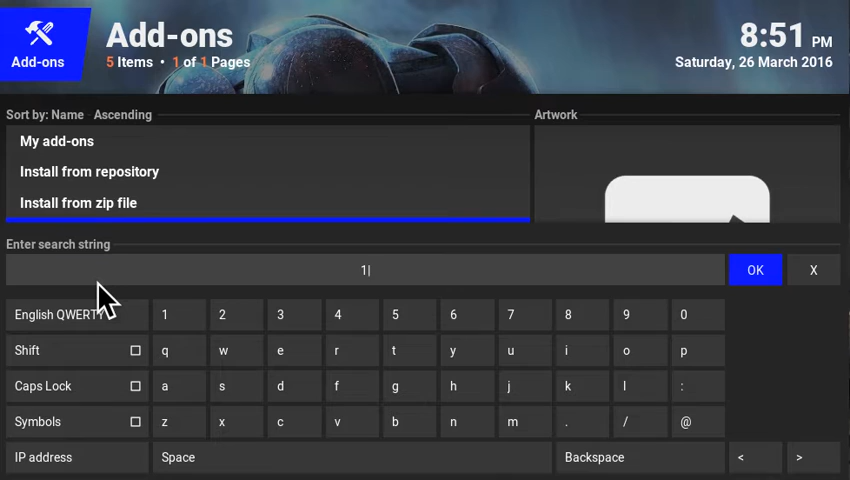 Add-ons
Add-ons
5 Items • 1 of 1 Pages
8:51 PM
Saturday, 26 March 2016
Sort by: Name · Ascending
Artwork
My add-ons
Install from repository
Install from zip file
Enter search string
1
OK X
English QWERTY 1 2 3 4 5 6 7 8 9 0
Shift q w e r t y u i o p
Caps Lock a s d f g h j k l :
Symbols z x c v b n m . / @
IP address Space Backspace < >